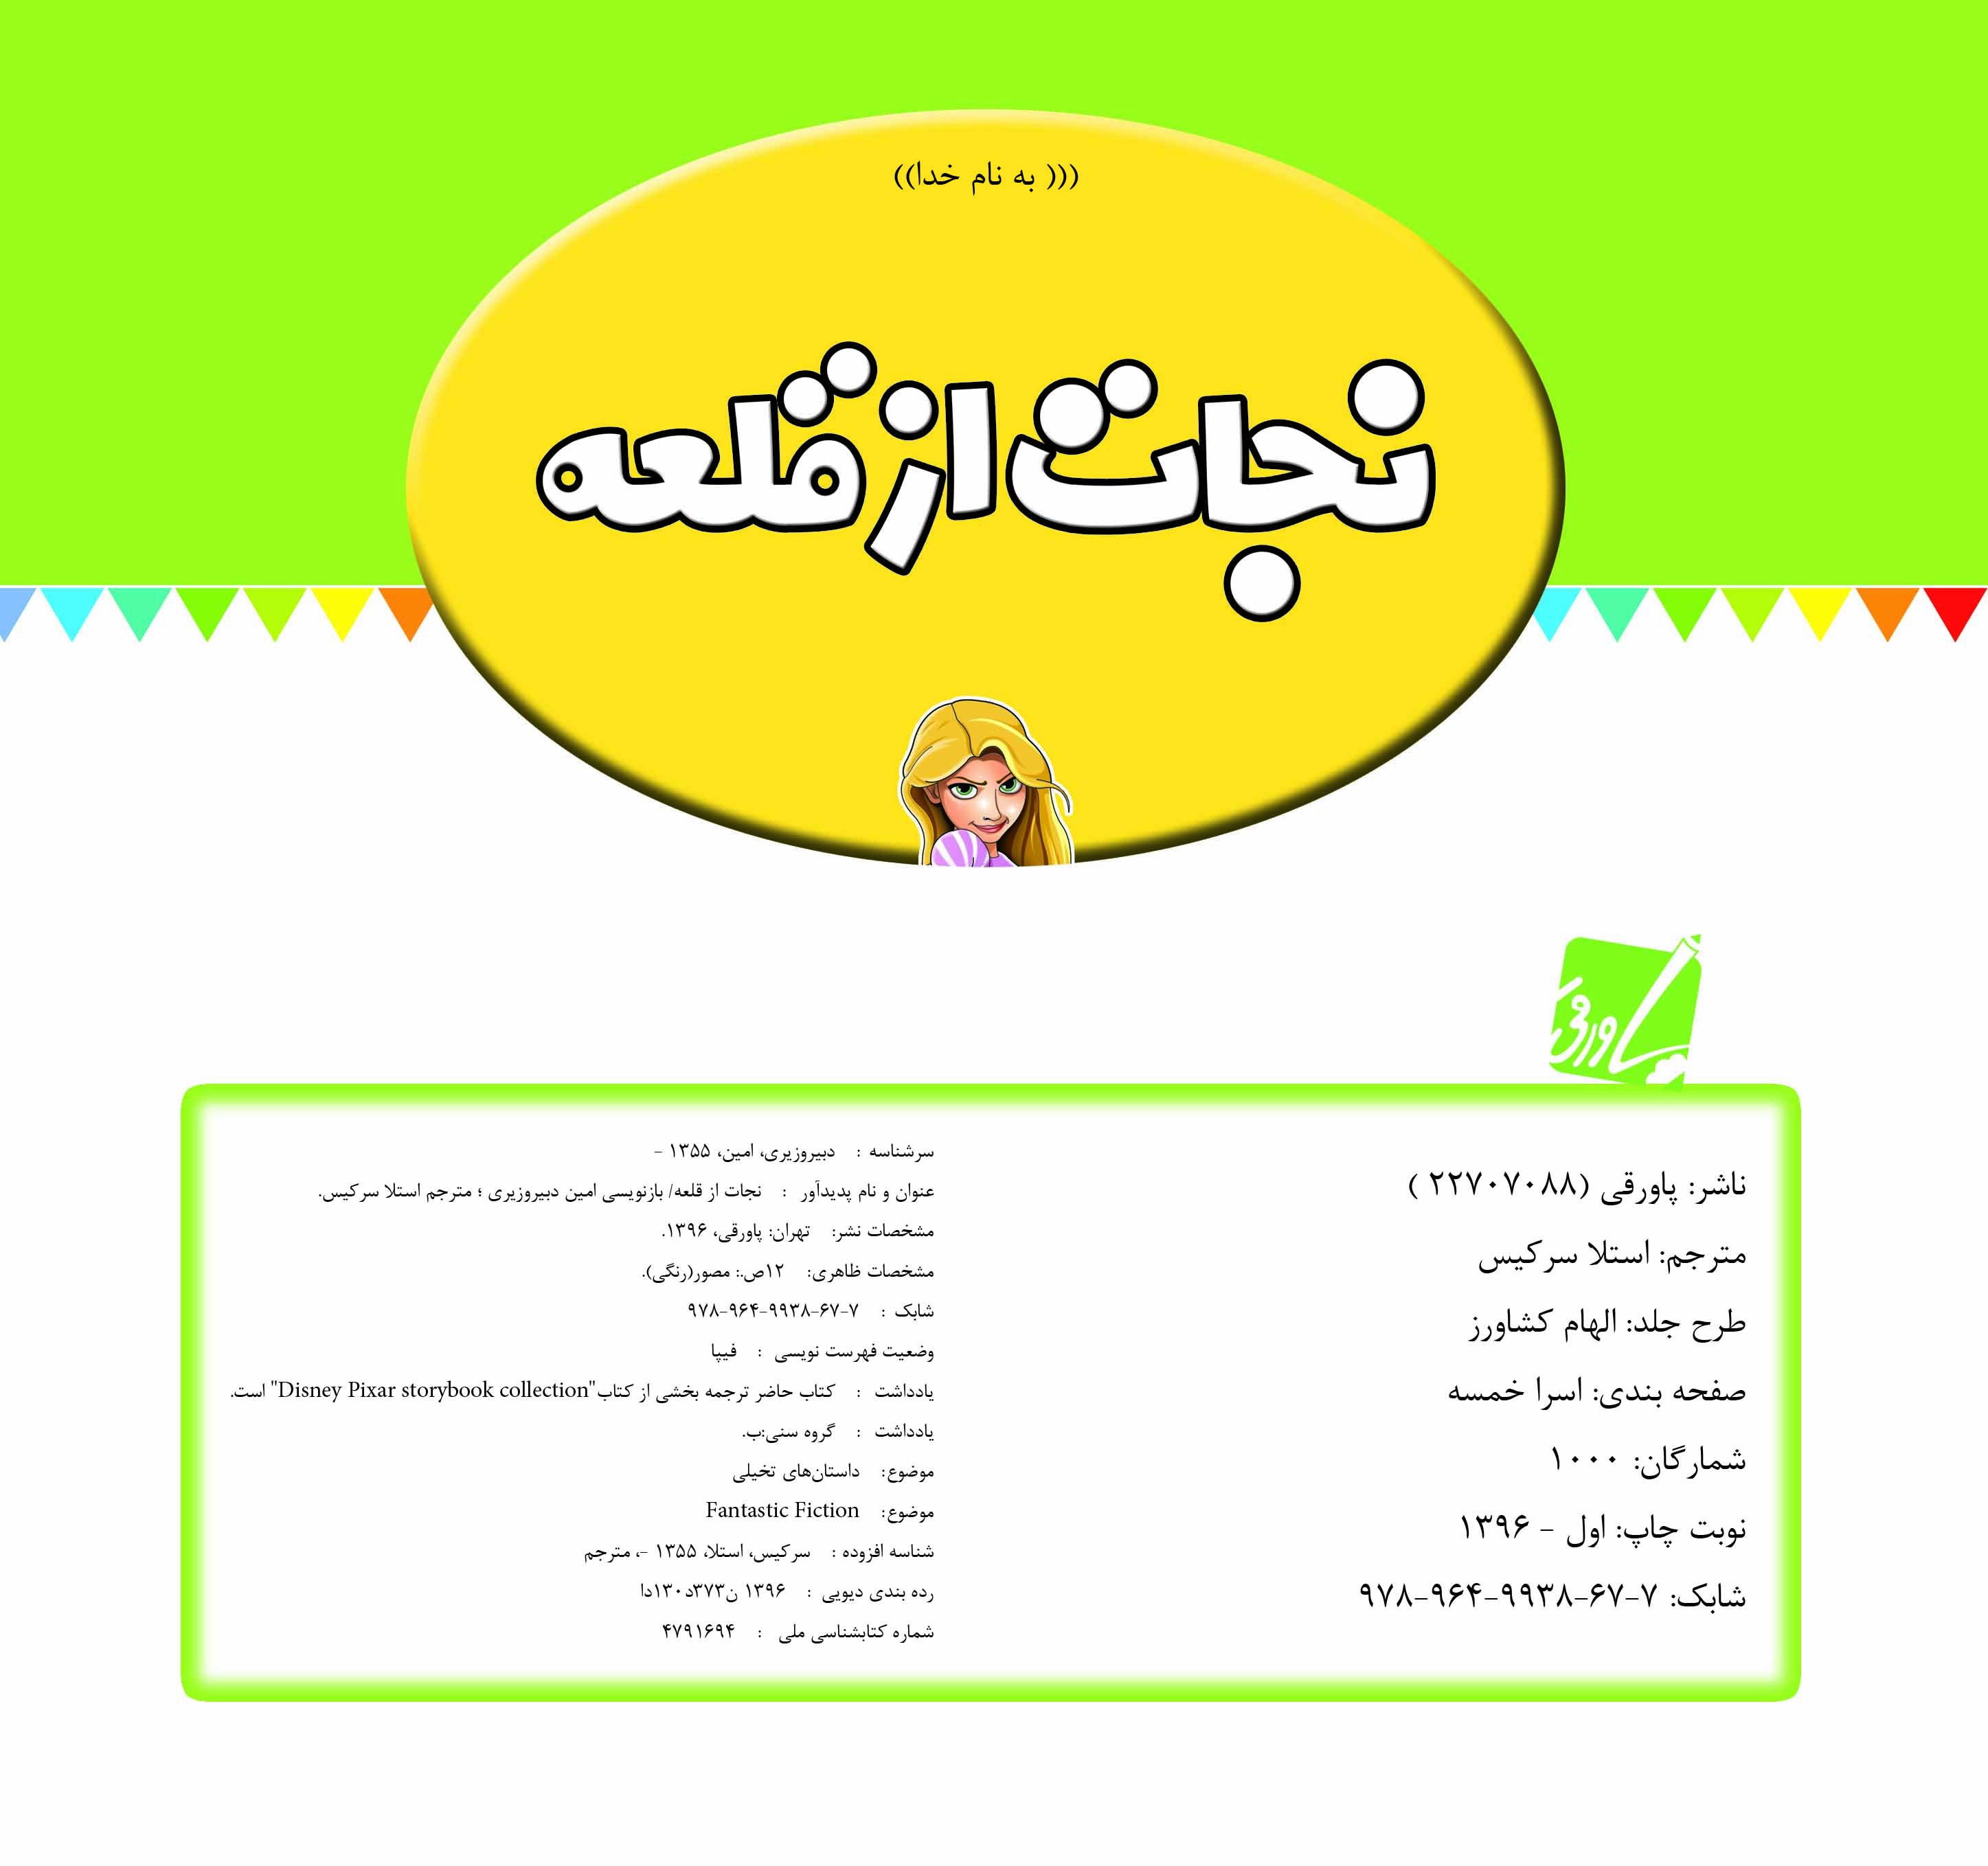 ((( به نام خدا))
نجات از قلعه
پاورقی
ناشر: پاورقی (۲۲۷۰۷۰۸۸ )
مترجم: استلا سرکیس
طرح جلد: الهام کشاورز
صفحه بندی: اسرا خمسه
شمارگان: ۱۰۰۰
نوبت چاپ: اول - ۱۳۹۶
شابک: ۷-۶۷-۹۹۳۸-۹۶۴-۹۷۸
سرشناسه : دبیروزیری، امین، ۱۳۵۵ -
عنوان و نام پدیدآور : نجات از قلعه/ بازنویسی امین دبیروزیری ؛ مترجم استلا سرکیس.
مشخصات نشر: تهران: پاورقی، ۱۳۹۶.
مشخصات ظاهری: ۱۲ص.: مصور(رنگی).
شابک : ۷-۶۷-۹۹۳۸-۹۶۴-۹۷۸
وضعیت فهرست نویسی : فیپا
یادداشت : کتاب حاضر ترجمه بخشی از کتاب"Disney Pixar storybook collection" است.
یادداشت : گروه سنی:ب.
موضوع: داستان‌های تخیلی
موضوع: Fantastic Fiction
شناسه افزوده : سرکیس، استلا، ۱۳۵۵ -، مترجم
رده بندی دیویی : ۱۳۹۶ ن۳۷۳د۱۳۰دا
شماره کتابشناسی ملی : ۴۷۹۱۶۹۴